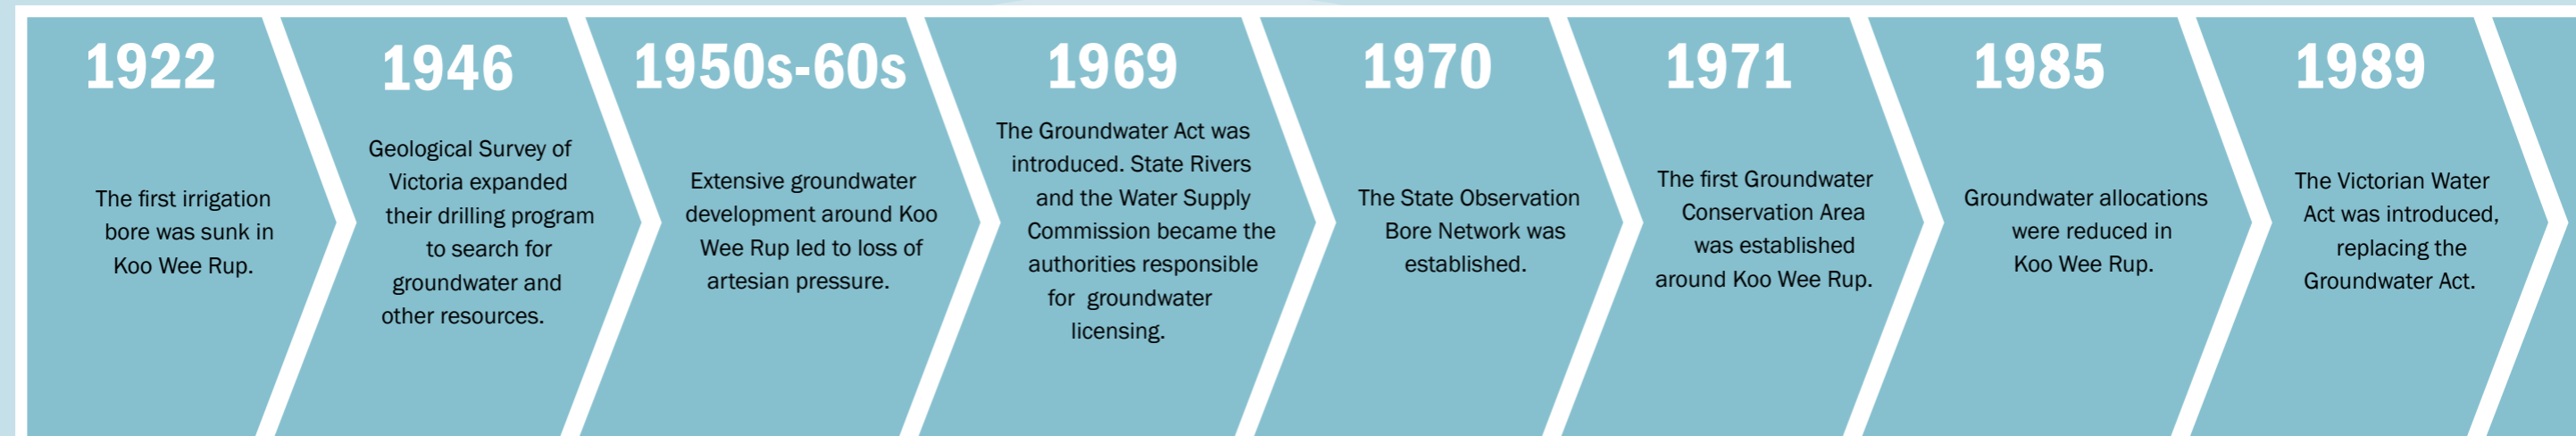 1922
The first irrigation
bore was sunk in
Koo Wee Rup.
1946
Geological Survey of
Victoria expanded
their drilling program
to search for
groundwater and
other resources.
1950s-60s
Extensive groundwater
development around Koo
Wee Rup led to loss of
artesian pressure.
1969
The Groundwater Act was
introduced. State Rivers
and the Water Supply
Commission became the
authorities responsible
for  groundwater
licensing.
1970
The State Observation
Bore Network was
established.
1971
The first Groundwater
Conservation Area
was established
around Koo Wee Rup.
1985
Groundwater allocations
were reduced in
Koo Wee Rup.
1989
The Victorian Water
Act was introduced,
replacing the
Groundwater Act.